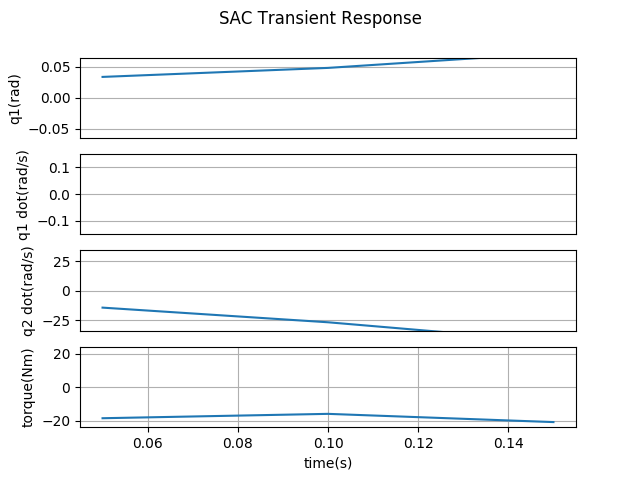 SAC Transient Response
q1(rad)
0.05
0.00
−0.05
q1 dot(rad/s)
0.1
0.0
−0.1
q2 dot(rad/s)
25
0
−25
torque(Nm)
20
0
−20
0.06 0.08 0.10 0.12 0.14
time(s)